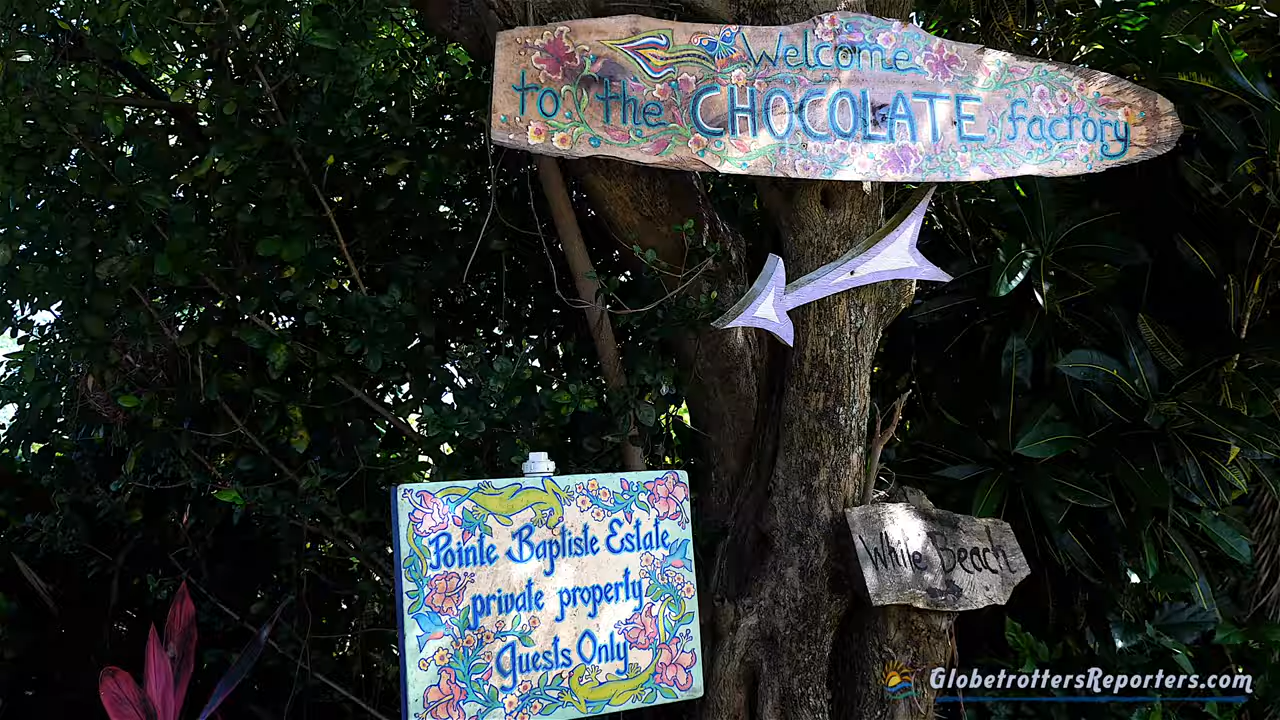 Welcome
to the CHOCOLATE factory
Pointe Baptiste Estate
private property
Guests Only
White Beach
GlobetrottersReporters.com